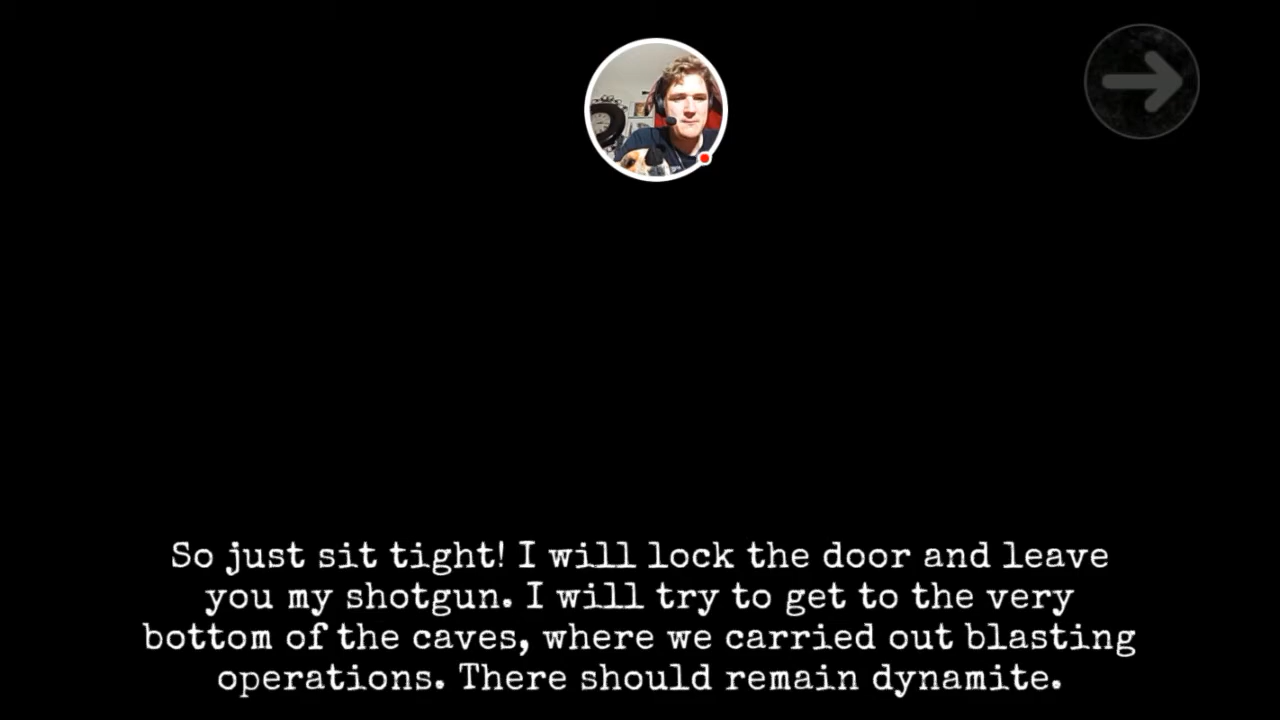 So just sit tight! I will lock the door and leave
you my shotgun. I will try to get to the very
bottom of the caves, where we carried out blasting
operations. There should remain dynamite.